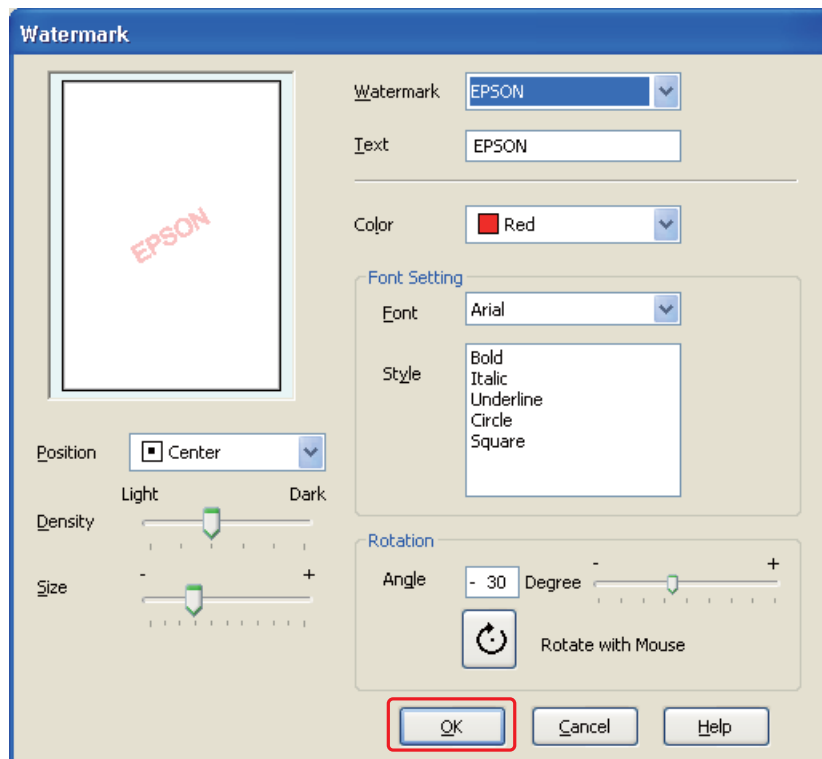 Watermark
EPSON
Watermark EPSON
Text EPSON
Color Red
Font Setting
Font Arial
Style
Bold
Italic
Underline
Circle
Square
Position Center
Light Dark
Density
Size - +
Rotation
Angle - 30 Degree - +
Rotate with Mouse
OK Cancel Help